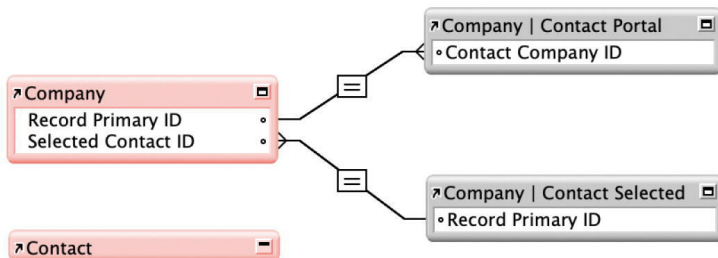 Company | Contact Portal
Contact Company ID
Company
Record Primary ID
Selected Contact ID
=
=
Company | Contact Selected
Record Primary ID
Contact